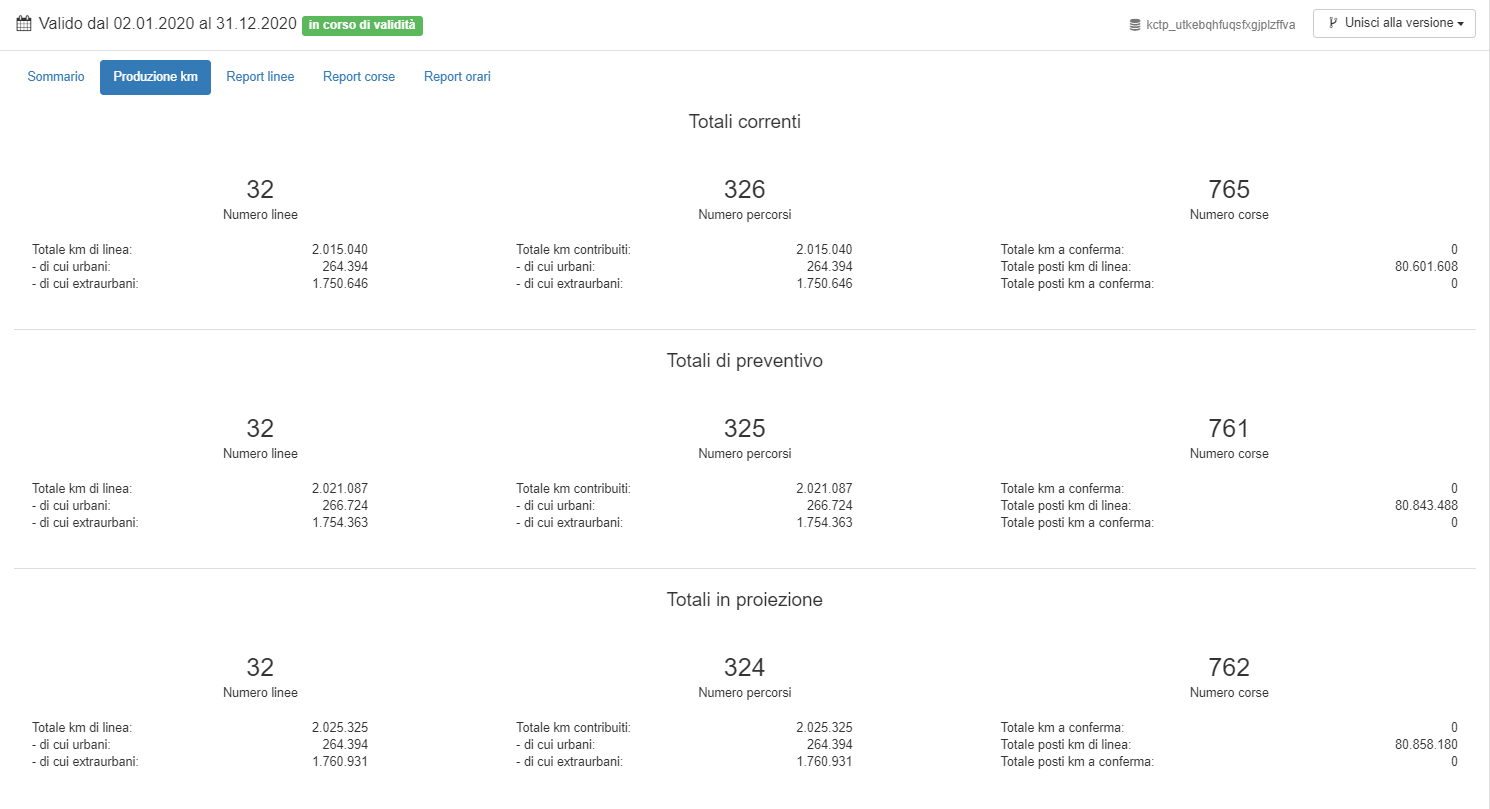 Valido dal 02.01.2020 al 31.12.2020 in corso di validità kctp_utkebqhfuqsfxgjplzffva Unisci alla versione
Sommario Produzione km Report linee Report corse Report orari
Totali correnti
32 326 765
Numero linee Numero percorsi Numero corse
Totale km di linea: 2.015.040 Totale km contribuiti: 2.015.040 Totale km a conferma: 0
- di cui urbani: 264.394 - di cui urbani: 264.394 Totale posti km di linea: 80.601.608
- di cui extraurbani: 1.750.646 - di cui extraurbani: 1.750.646 Totale posti km a conferma: 0
Totali di preventivo
32 325 761
Numero linee Numero percorsi Numero corse
Totale km di linea: 2.021.087 Totale km contribuiti: 2.021.087 Totale km a conferma: 0
- di cui urbani: 266.724 - di cui urbani: 266.724 Totale posti km di linea: 80.843.488
- di cui extraurbani: 1.754.363 - di cui extraurbani: 1.754.363 Totale posti km a conferma: 0
Totali in proiezione
32 324 762
Numero linee Numero percorsi Numero corse
Totale km di linea: 2.025.325 Totale km contribuiti: 2.025.325 Totale km a conferma: 0
- di cui urbani: 264.394 - di cui urbani: 264.394 Totale posti km di linea: 80.858.180
- di cui extraurbani: 1.760.931 - di cui extraurbani: 1.760.931 Totale posti km a conferma: 0